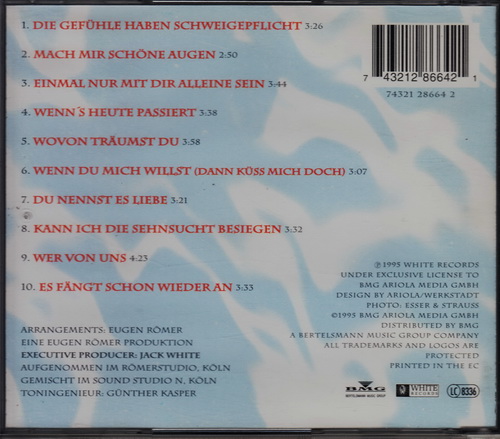 1. DIE GEFÜHLE HABEN SCHWEIGEPFLICHT 3:26
2. MACH MIR SCHÖNE AUGEN 2:50
3. EINMAL NUR MIT DIR ALLEINE SEIN 3:44
4. WENN´S HEUTE PASSIERT 3:38
5. WOVON TRÄUMST DU 3:58
6. WENN DU MICH WILLST (DANN KÜSS MICH DOCH) 3:07
7. DU NENNST ES LIEBE 3:21
8. KANN ICH DIE SEHNSUCHT BESIEGEN 3:32
9. WER VON UNS 4:23
10. ES FÄNGT SCHON WIEDER AN 3:33
7 43212 86642 1
74321 28664 2
ARRANGEMENTS: EUGEN RÖMER
EINE EUGEN RÖMER PRODUKTION
EXECUTIVE PRODUCER: JACK WHITE
AUFGENOMMEN IM RÖMERSTUDIO, KÖLN
GEMISCHT IM SOUND STUDIO N, KÖLN
TONINGENIEUR: GÜNTHER KASPER
℗1995 WHITE RECORDS
UNDER EXCLUSIVE LICENSE TO
BMG ARIOLA MEDIA GMBH
DESIGN BY ARIOLA/WERKSTADT
PHOTO: ESSER & STRAUSS
©1995 BMG ARIOLA MEDIA GMBH
DISTRIBUTED BY BMG
A BERTELSMANN MUSIC GROUP COMPANY
ALL TRADEMARKS AND LOGOS ARE
PROTECTED
PRINTED IN THE EC
BMG
BERTELSMANN MUSIC GROUP
WHITE
RECORDS
LC 8336